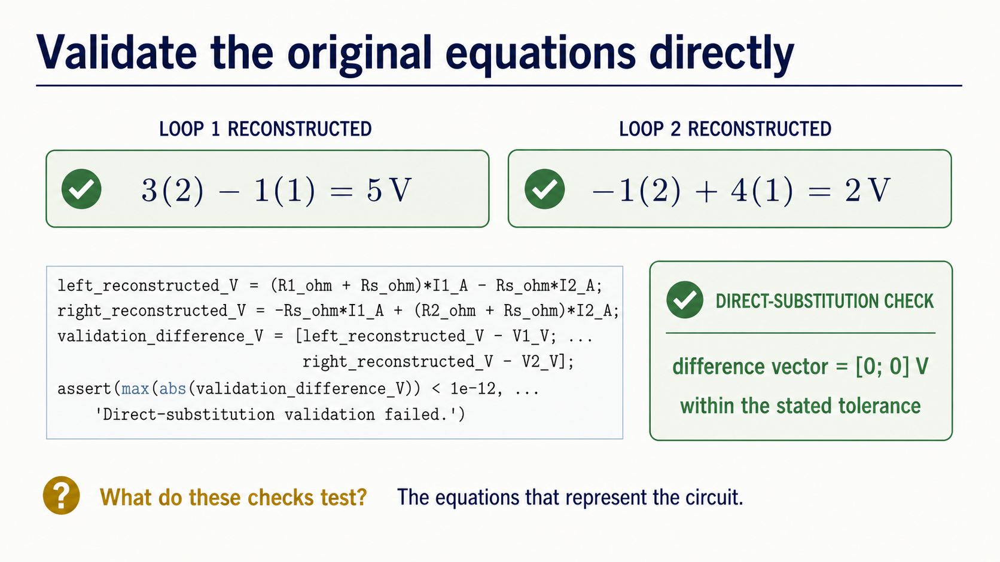 Validate the original equations directly
LOOP 1 RECONSTRUCTED
3(2) − 1(1) = 5 V
LOOP 2 RECONSTRUCTED
−1(2) + 4(1) = 2 V
left_reconstructed_V = (R1_ohm + Rs_ohm)*I1_A - Rs_ohm*I2_A;
right_reconstructed_V = -Rs_ohm*I1_A + (R2_ohm + Rs_ohm)*I2_A;
validation_difference_V = [left_reconstructed_V - V1_V; ...
right_reconstructed_V - V2_V];
assert(max(abs(validation_difference_V)) < 1e-12, ...
'Direct-substitution validation failed.')
DIRECT-SUBSTITUTION CHECK
difference vector = [0; 0] V
within the stated tolerance
? What do these checks test? The equations that represent the circuit.